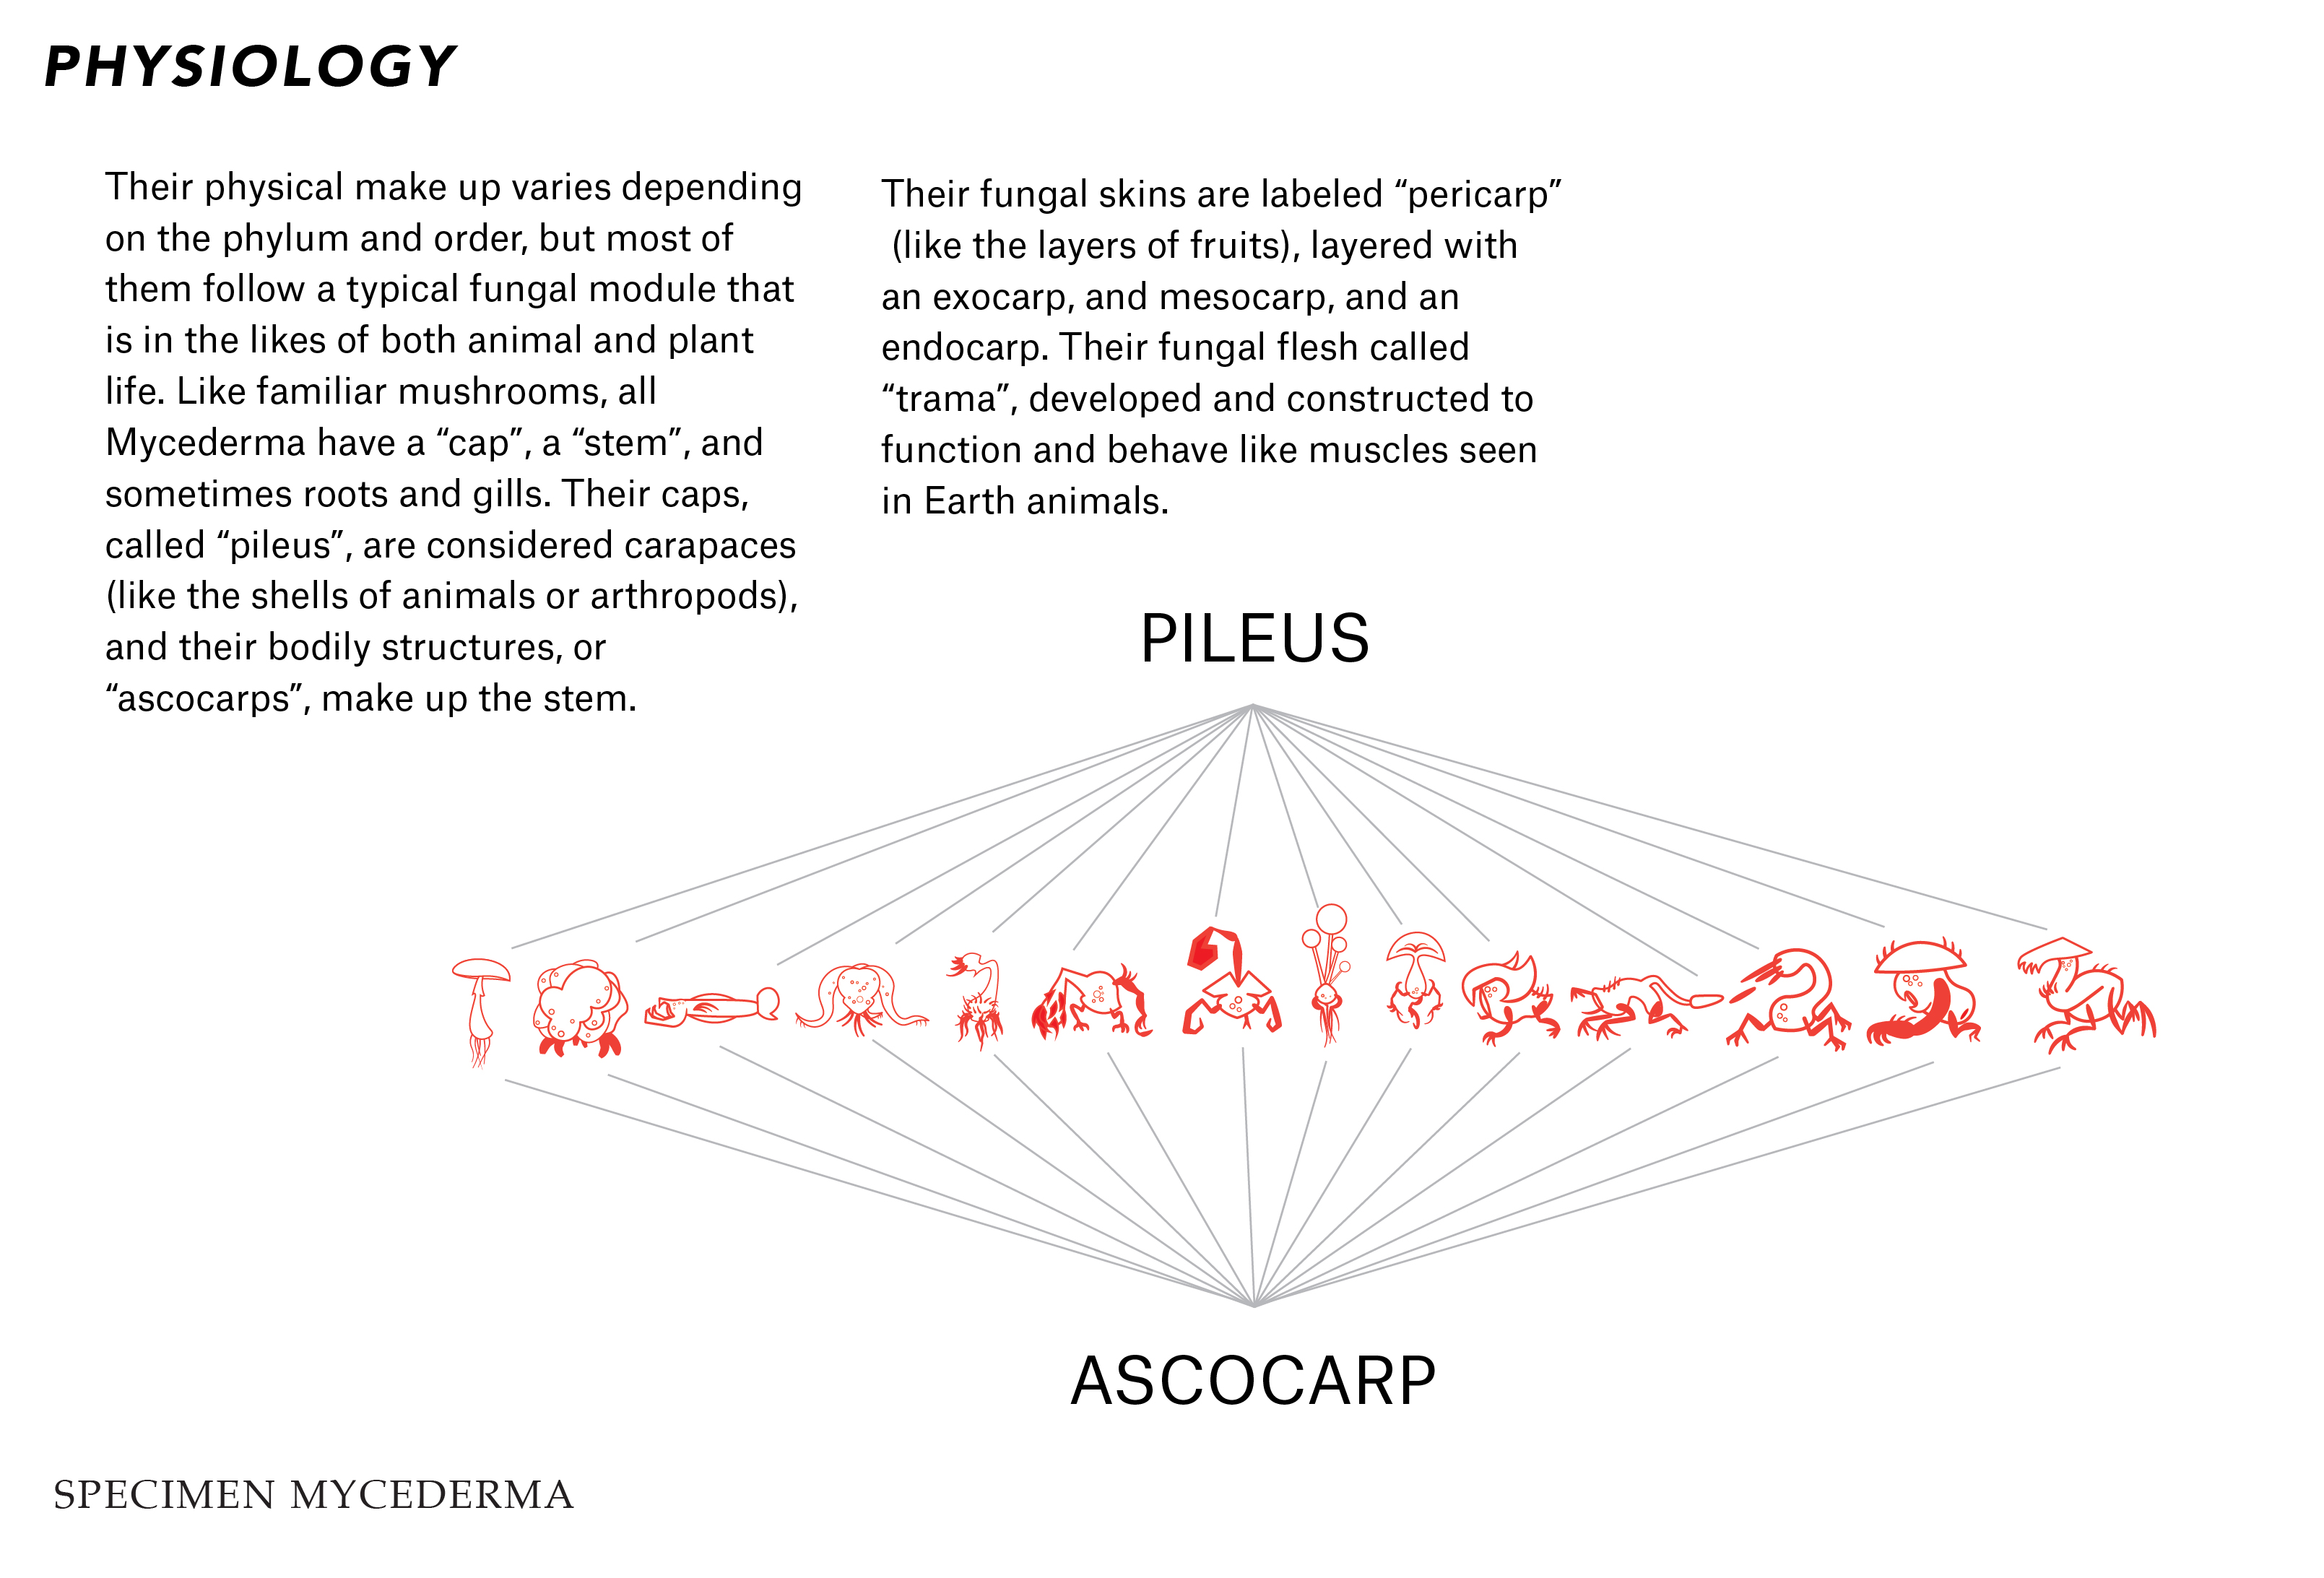 PHYSIOLOGY
Their physical make up varies depending
on the phylum and order, but most of
them follow a typical fungal module that
is in the likes of both animal and plant
life. Like familiar mushrooms, all
Mycederma have a “cap”, a “stem”, and
sometimes roots and gills. Their caps,
called “pileus”, are considered carapaces
(like the shells of animals or arthropods),
and their bodily structures, or
“ascocarps”, make up the stem.
Their fungal skins are labeled “pericarp”
(like the layers of fruits), layered with
an exocarp, and mesocarp, and an
endocarp. Their fungal flesh called
“trama”, developed and constructed to
function and behave like muscles seen
in Earth animals.
PILEUS
ASCOCARP
SPECIMEN MYCEDERMA